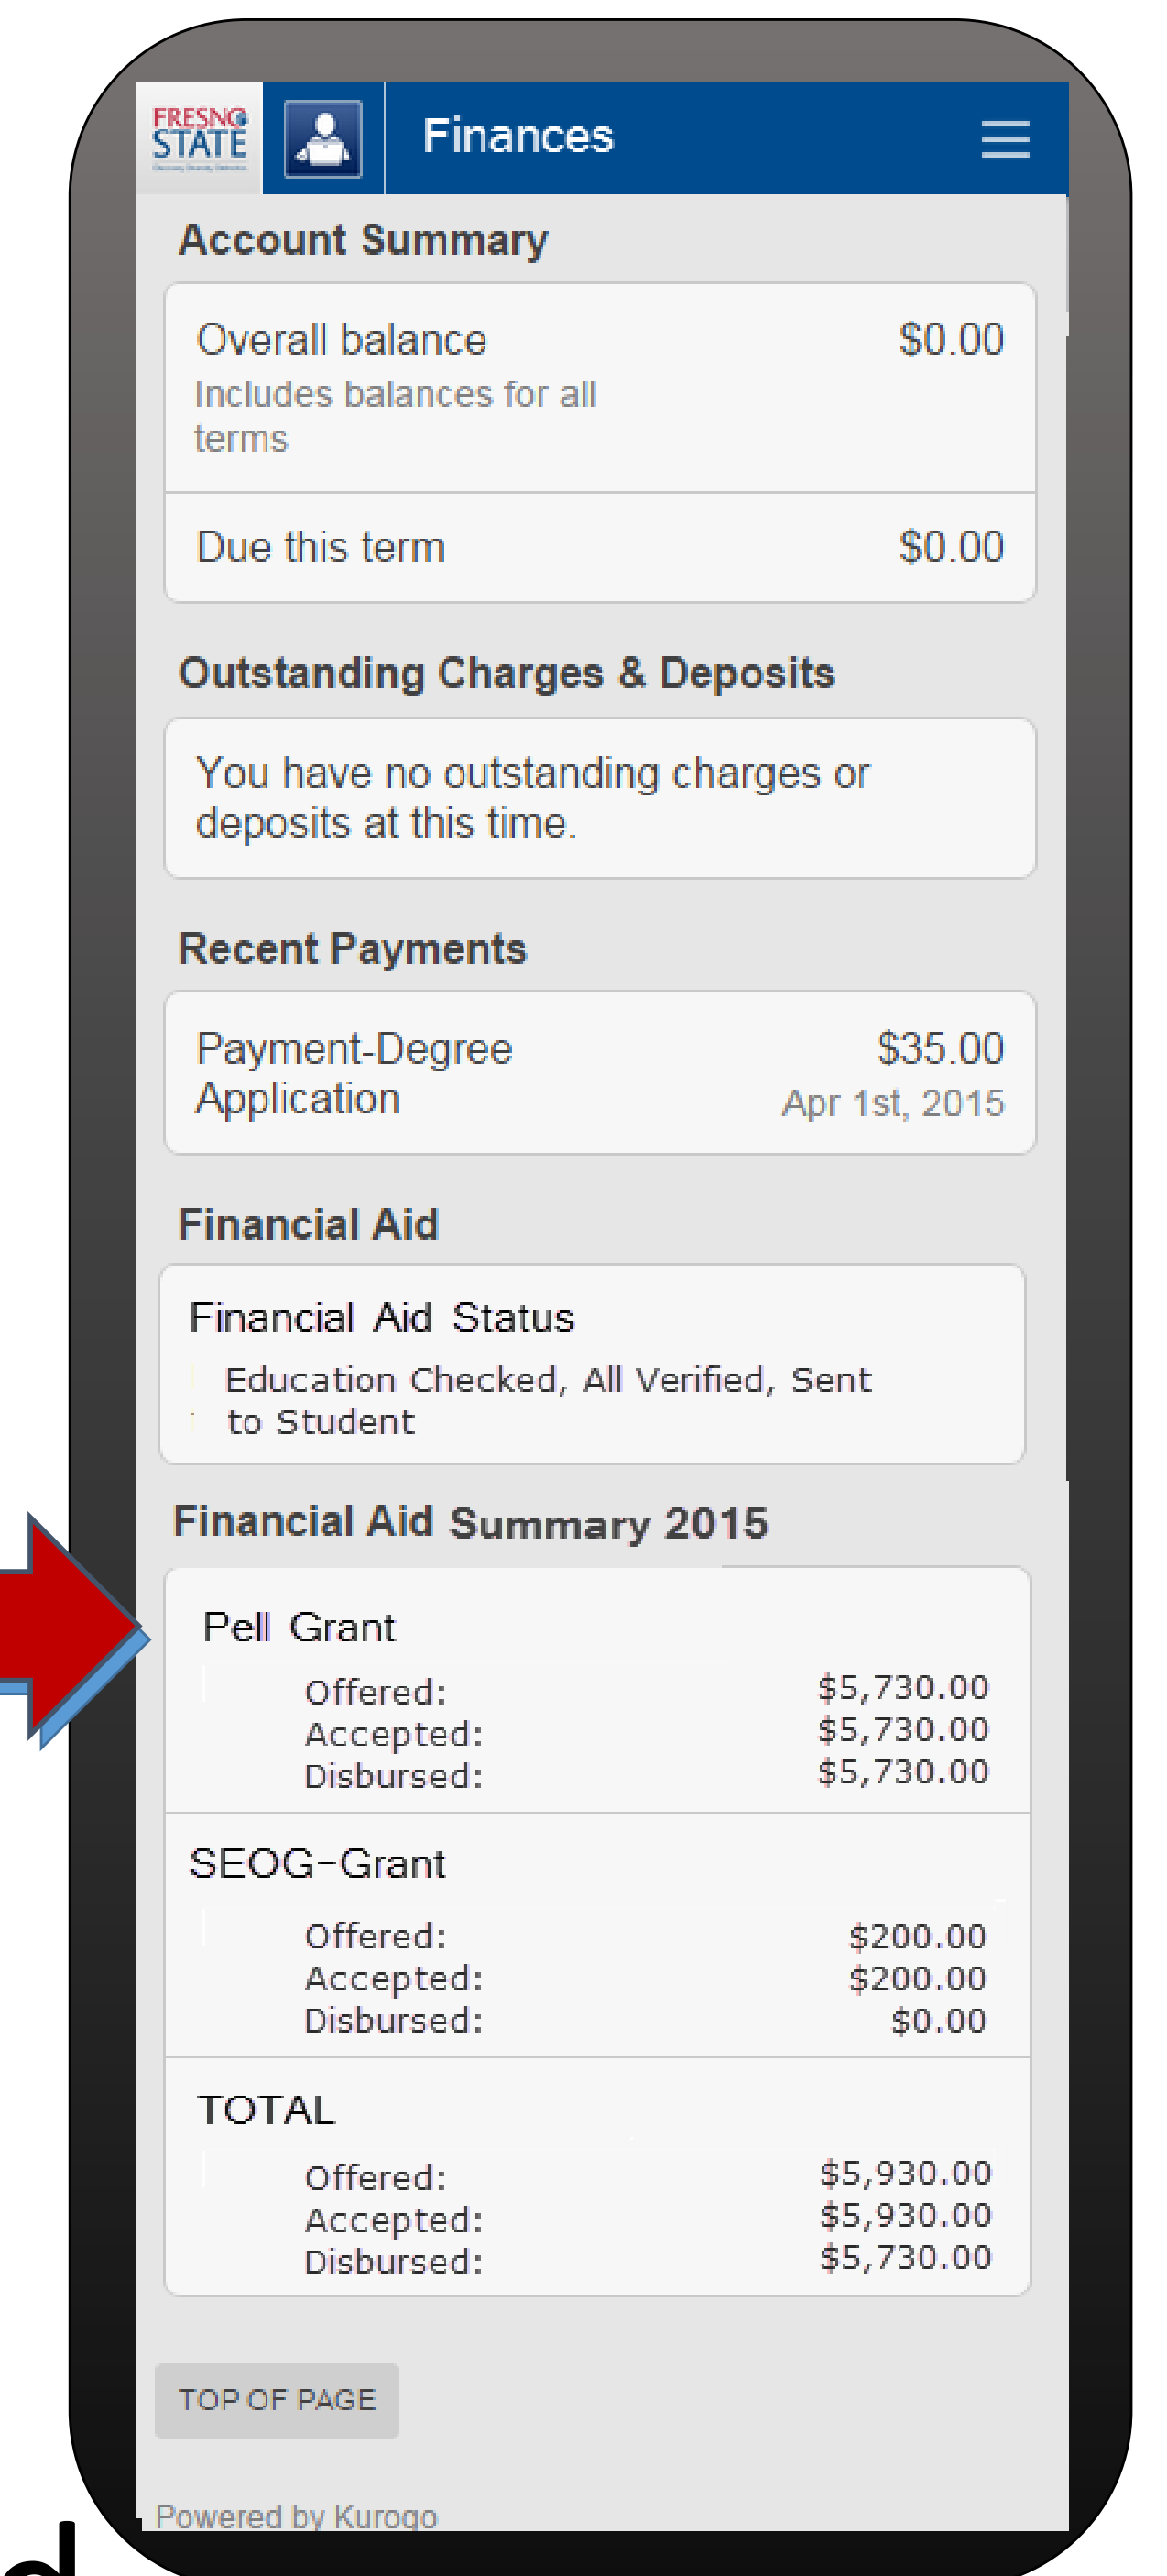 FRESNO
STATE
Finances
Account Summary
Overall balance $0.00
Includes balances for all
terms
Due this term $0.00
Outstanding Charges & Deposits
You have no outstanding charges or
deposits at this time.
Recent Payments
Payment-Degree $35.00
Application Apr 1st, 2015
Financial Aid
Financial Aid Status
Education Checked, All Verified, Sent
to Student
Financial Aid Summary 2015
Pell Grant
Offered: $5,730.00
Accepted: $5,730.00
Disbursed: $5,730.00
SEOG-Grant
Offered: $200.00
Accepted: $200.00
Disbursed: $0.00
TOTAL
Offered: $5,930.00
Accepted: $5,930.00
Disbursed: $5,730.00
TOP OF PAGE
Powered by Kurogo